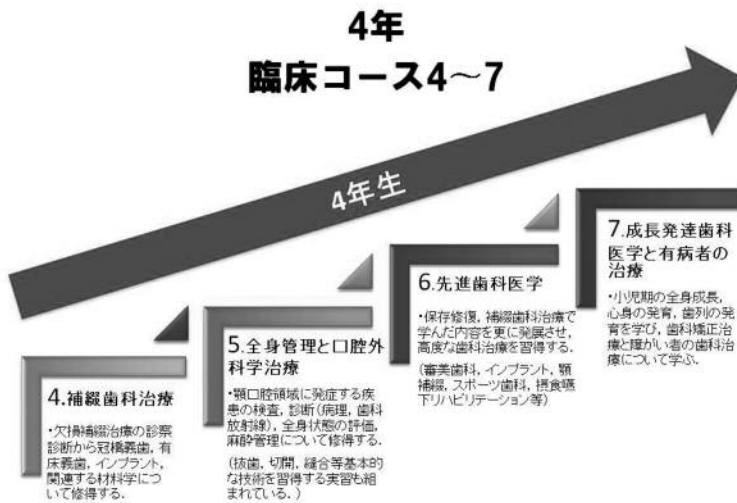 4年
臨床コース4～7
4年生
4.補綴歯科治療
・欠損補綴治療の診察
診断から冠橋義歯, 有
床義歯, インプラント,
関連する材料学につ
いて修得する.
5.全身管理と口腔外
科学治療
・顎口腔領域に発症する疾
患の検査, 診断(病理, 歯科
放射線), 全身状態の評価,
麻酔管理について修得する.
(抜歯, 切開, 縫合等基本的
な技術を習得する実習も組
まれている. )
6.先進歯科医学
・保存修復, 補綴歯科治療で
学んだ内容を更に発展させ,
高度な歯科治療を習得する.
(審美歯科, インプラント, 顎
補綴, スポーツ歯科, 摂食嚥
下リハビリテーション等)
7.成長発達歯科
医学と有病者の
治療
・小児期の全身成長,
心身の発育, 歯列の発
育を学び, 歯科矯正治
療と障がい者の歯科治
療について学ぶ.